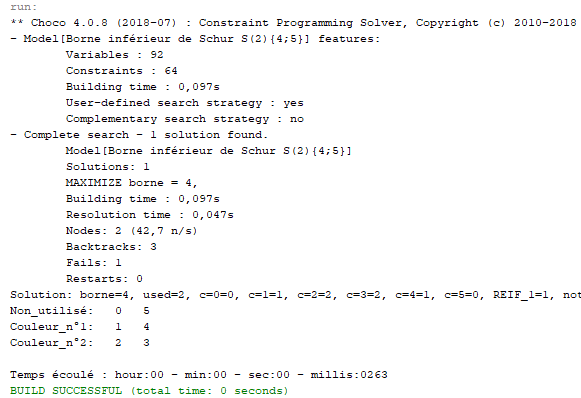 run:
** Choco 4.0.8 (2018-07) : Constraint Programming Solver, Copyright (c) 2010-2018
- Model[Borne inférieur de Schur S(2){4;5}] features:
Variables : 92
Constraints : 64
Building time : 0,097s
User-defined search strategy : yes
Complementary search strategy : no
- Complete search - 1 solution found.
Model[Borne inférieur de Schur S(2){4;5}]
Solutions: 1
MAXIMIZE borne = 4,
Building time : 0,097s
Resolution time : 0,047s
Nodes: 2 (42,7 n/s)
Backtracks: 3
Fails: 1
Restarts: 0
Solution: borne=4, used=2, c=0=0, c=1=1, c=2=2, c=3=2, c=4=1, c=5=0, REIF_1=1, not
Non_utilisé: 0 5
Couleur_n°1: 1 4
Couleur_n°2: 2 3
Temps écoulé : hour:00 - min:00 - sec:00 - millis:0263
BUILD SUCCESSFUL (total time: 0 seconds)